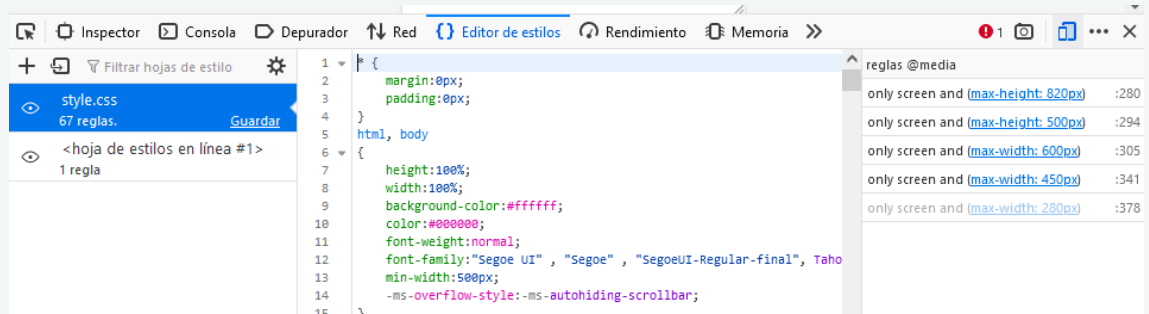 Inspector Consola Depurador Red Editor de estilos Rendimiento Memoria 1
Filtrar hojas de estilo
style.css
67 reglas. Guardar
<hoja de estilos en línea #1>
1 regla
1 * {
2 margin:0px;
3 padding:0px;
4 }
5 html, body
6 {
7 height:100%;
8 width:100%;
9 background-color:#ffffff;
10 color:#000000;
11 font-weight:normal;
12 font-family:"Segoe UI" , "Segoe" , "SegoeUI-Regular-final", Taho
13 min-width:500px;
14 -ms-overflow-style:-ms-autohiding-scrollbar;
15 }
reglas @media
only screen and (max-height: 820px) :280
only screen and (max-height: 500px) :294
only screen and (max-width: 600px) :305
only screen and (max-width: 450px) :341
only screen and (max-width: 280px) :378